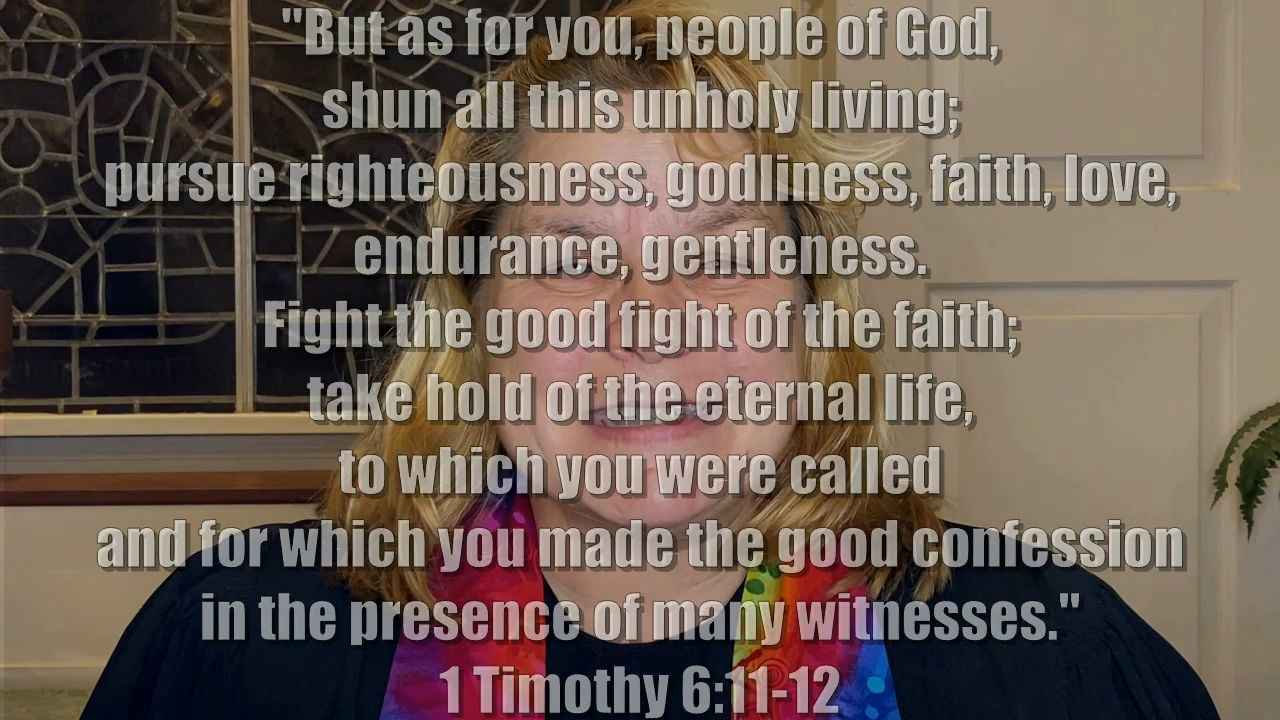 "But as for you, people of God,
shun all this unholy living;
pursue righteousness, godliness, faith, love,
endurance, gentleness.
Fight the good fight of the faith;
take hold of the eternal life,
to which you were called
and for which you made the good confession
in the presence of many witnesses."
1 Timothy 6:11-12